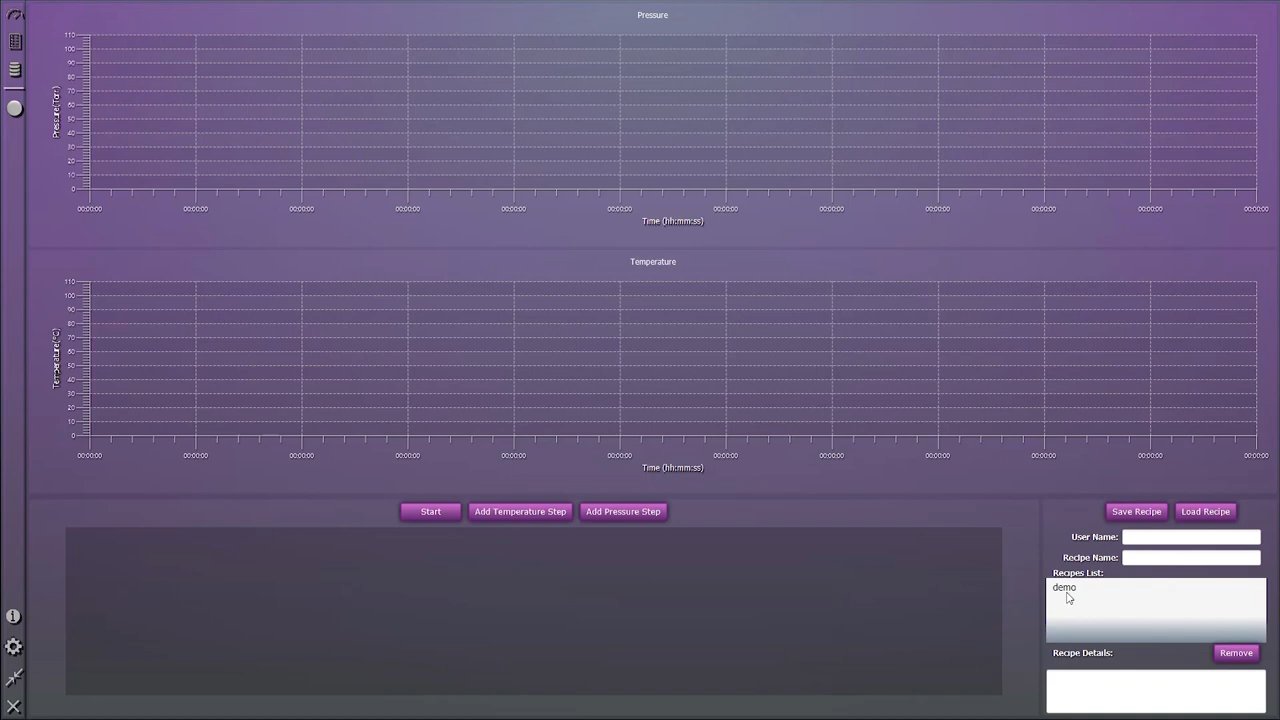 Pressure
110
100
90
80
70
60
50
40
30
20
10
0
Pressure(Torr)
00:00:00 00:00:00 00:00:00 00:00:00 00:00:00 00:00:00 00:00:00 00:00:00 00:00:00 00:00:00 00:00:00 00:00:00
Time (hh:mm:ss)
Temperature
110
100
90
80
70
60
50
40
30
20
10
0
Temperature(°C)
00:00:00 00:00:00 00:00:00 00:00:00 00:00:00 00:00:00 00:00:00 00:00:00 00:00:00 00:00:00 00:00:00 00:00:00
Time (hh:mm:ss)
Start Add Temperature Step Add Pressure Step
Save Recipe Load Recipe
User Name:
Recipe Name:
Recipes List:
demo
Recipe Details: Remove